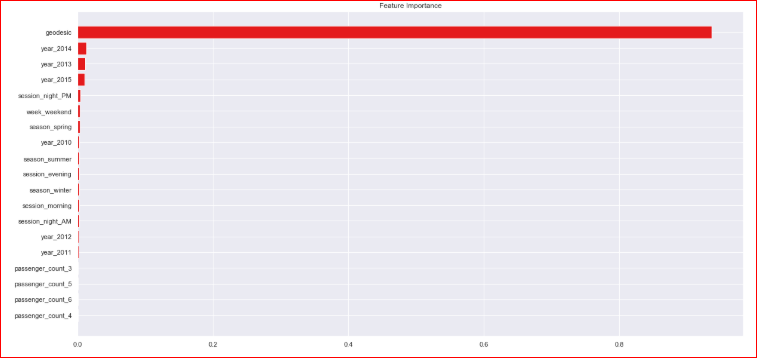 Feature Importance
geodesic
year_2014
year_2013
year_2015
session_night_PM
week_weekend
season_spring
year_2010
season_summer
session_evening
season_winter
session_morning
session_night_AM
year_2012
year_2011
passenger_count_3
passenger_count_5
passenger_count_6
passenger_count_4
0.0 0.2 0.4 0.6 0.8